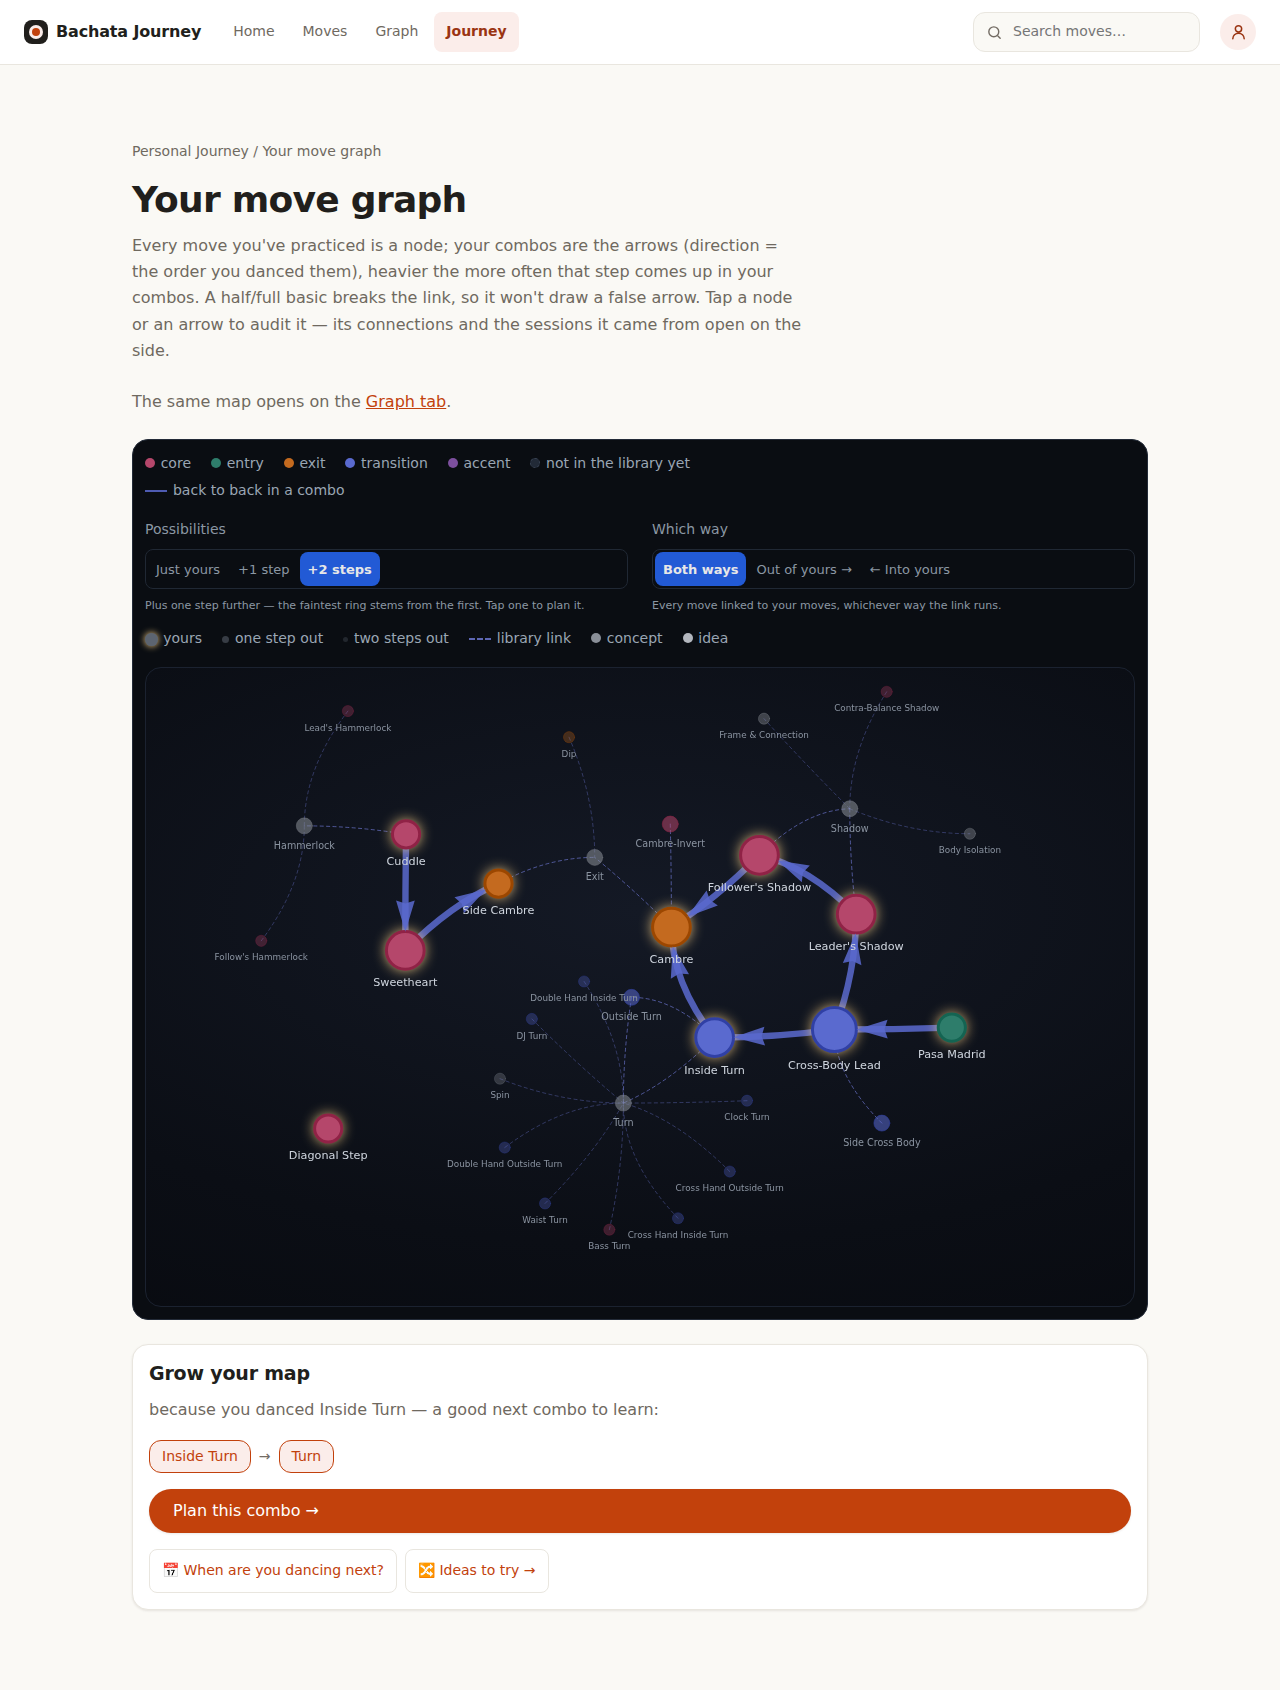 Bachata Journey
Home
Moves
Graph
Journey
Search moves...
Personal Journey / Your move graph
Your move graph
Every move you've practiced is a node; your combos are the arrows (direction =
the order you danced them), heavier the more often that step comes up in your
combos. A half/full basic breaks the link, so it won't draw a false arrow. Tap a node
or an arrow to audit it — its connections and the sessions it came from open on the
side.
The same map opens on the Graph tab.
core
entry
exit
transition
accent
not in the library yet
back to back in a combo
Possibilities
Which way
Just yours
+1 step
+2 steps
Both ways
Out of yours →
← Into yours
Plus one step further — the faintest ring stems from the first. Tap one to plan it.
Every move linked to your moves, whichever way the link runs.
yours
one step out
two steps out
library link
concept
idea
Contra-Balance Shadow
Lead's Hammerlock
Frame & Connection
Dip
Shadow
Hammerlock
Cambre-Invert
Body Isolation
Cuddle
Exit
Follower's Shadow
Side Cambre
Leader's Shadow
Follow's Hammerlock
Cambre
Sweetheart
Double Hand Inside Turn
Outside Turn
DJ Turn
Pasa Madrid
Cross-Body Lead
Inside Turn
Spin
Clock Turn
Turn
Side Cross Body
Diagonal Step
Double Hand Outside Turn
Cross Hand Outside Turn
Waist Turn
Cross Hand Inside Turn
Bass Turn
Grow your map
because you danced Inside Turn — a good next combo to learn:
Inside Turn → Turn
Plan this combo →
When are you dancing next?
Ideas to try →